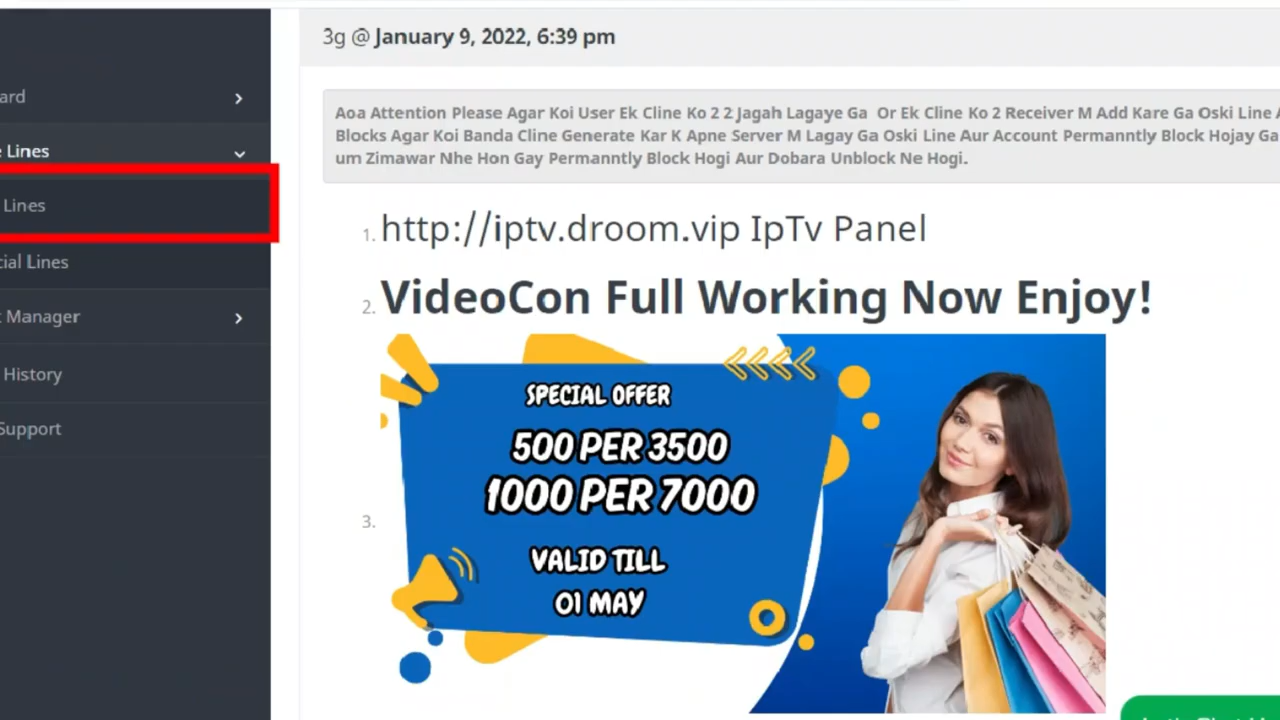 3g @ January 9, 2022, 6:39 pm
Lines
Lines
Lines
Manager
History
Support
Aoa Attention Please Agar Koi User Ek Cline Ko 2 2 Jagah Lagaye Ga Or Ek Cline Ko 2 Receiver M Add Kare Ga Oski Line
Blocks Agar Koi Banda Cline Generate Kar K Apne Server M Lagay Ga Oski Line Aur Account Permanntly Block Hojay Ga
um Zimawar Nhe Hon Gay Permanntly Block Hogi Aur Dobara Unblock Ne Hogi.
1. http://iptv.droom.vip IpTv Panel
2. VideoCon Full Working Now Enjoy!
3.
SPECIAL OFFER
500 PER 3500
1000 PER 7000
VALID TILL
01 MAY